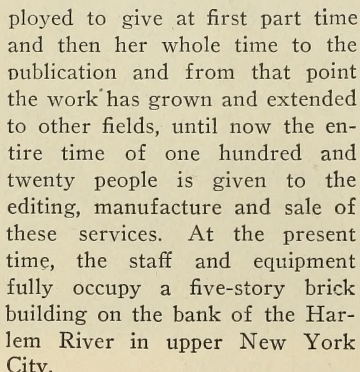 ployed to give at first part time
and then her whole time to the
publication and from that point
the work has grown and extended
to other fields, until now the en-
tire time of one hundred and
twenty people is given to the
editing, manufacture and sale of
these services. At the present
time, the staff and equipment
fully occupy a five-story brick
building on the bank of the Har-
lem River in upper New York
City.